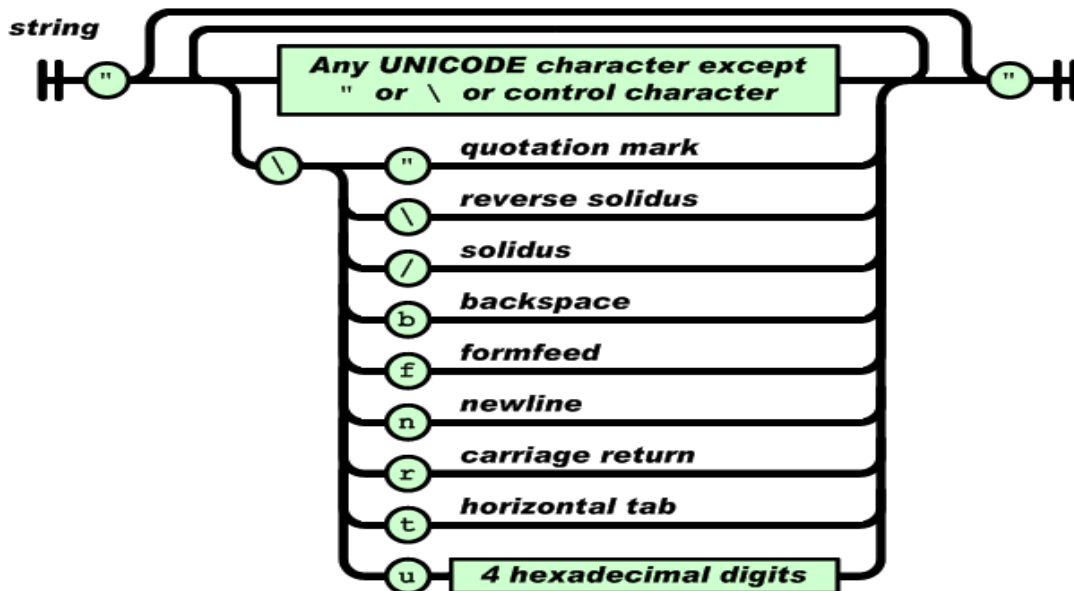 string
" Any UNICODE character except "
" or \ or control character
\ " quotation mark
\ reverse solidus
/ solidus
b backspace
f formfeed
n newline
r carriage return
t horizontal tab
u 4 hexadecimal digits